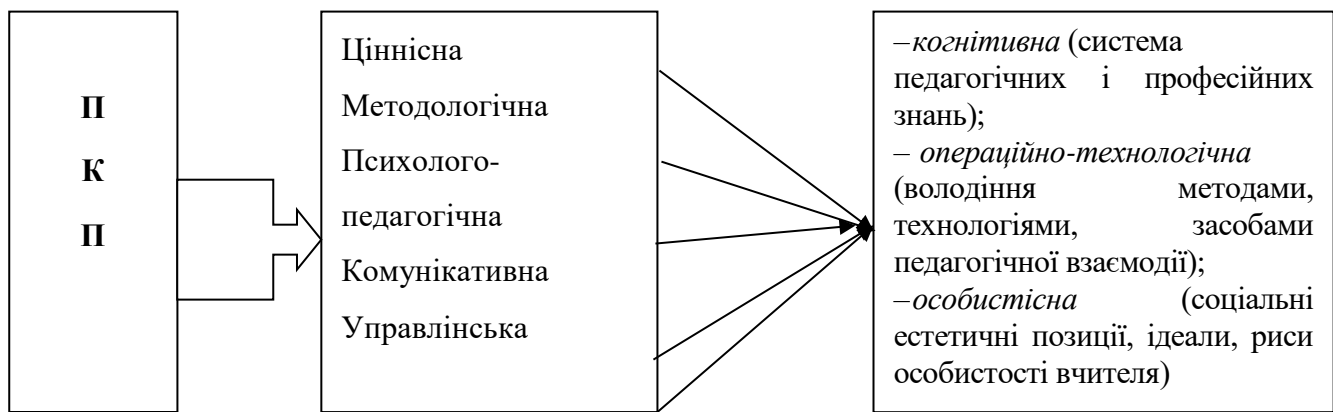 П
К
П
Ціннісна
Методологічна
Психолого-
педагогічна
Комунікативна
Управлінська
–когнітивна (система
педагогічних і професійних
знань);
– операційно-технологічна
(володіння методами,
технологіями, засобами
педагогічної взаємодії);
–особистісна (соціальні
естетичні позиції, ідеали, риси
особистості вчителя)